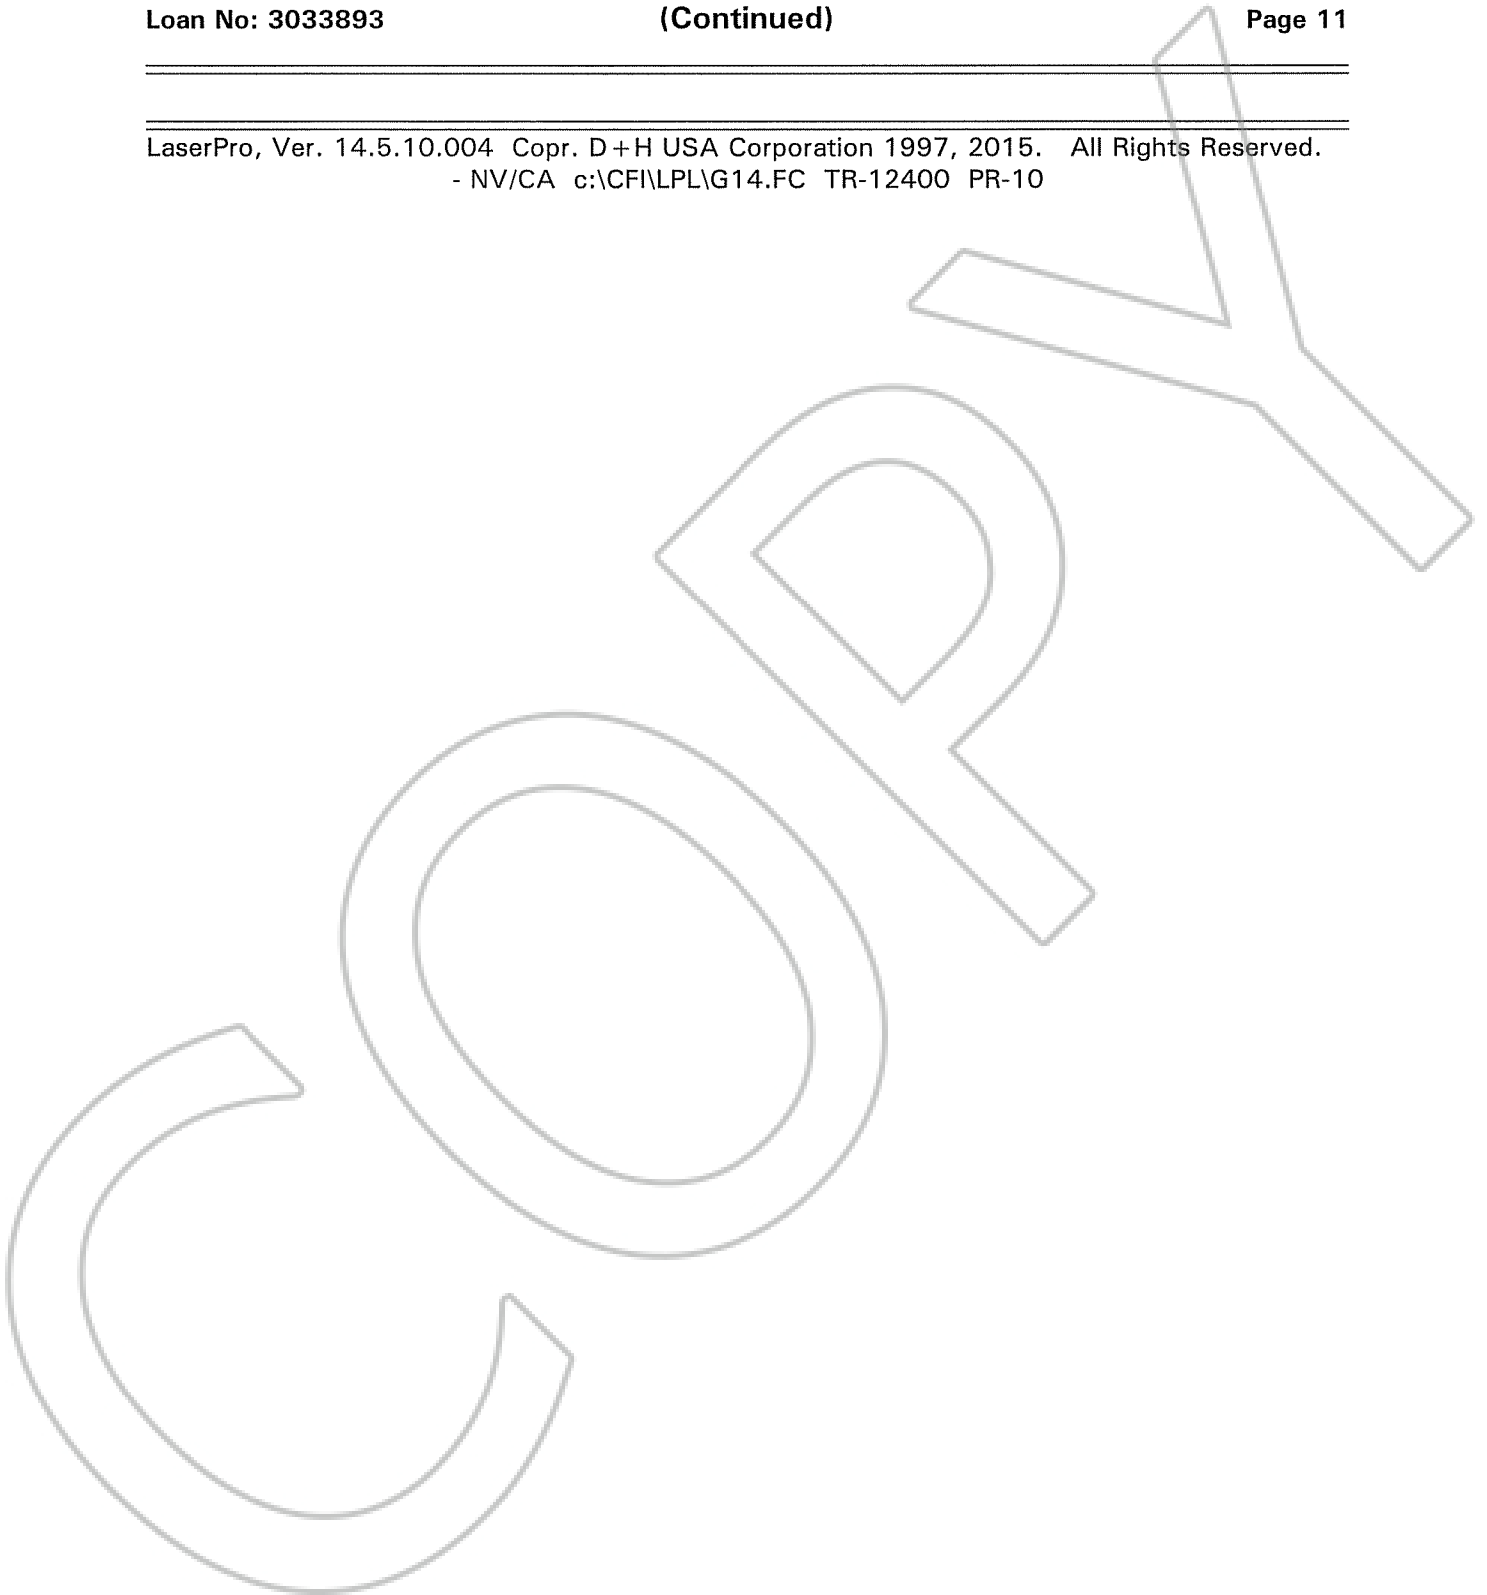 Loan No: 3033893 (Continued) Page 11
LaserPro, Ver. 14.5.10.004 Copr. D+H USA Corporation 1997, 2015. All Rights Reserved.
- NV/CA c:\CFI\LPL\G14.FC TR-12400 PR-10
COPY